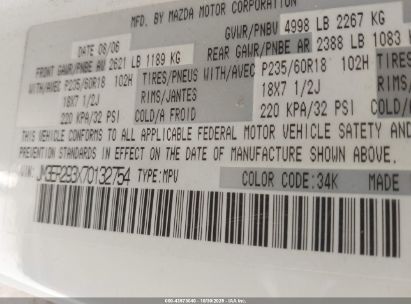 MFD. BY MAZDA MOTOR CORPORATION
GVWR/PNBV 4998 LB 2267 KG
DATE 08/06
FRONT GAWR/PNBE AV 2621 LB 1189 KG
REAR GAWR/PNBE AR 2388 LB 1083
WITH/AVEC P235/60R18 102H TIRES/PNEUS
18X7 1/2J RIMS/JANTES
220 KPA/32 PSI COLD/A FROID
WITH/AVEC P235/60R18 102H TIRES
18X7 1/2J RIMS
220 KPA/32 PSI COLD/A
THIS VEHICLE CONFORMS TO ALL APPLICABLE FEDERAL MOTOR VEHICLE SAFETY AND
PREVENTION STANDARDS IN EFFECT ON THE DATE OF MANUFACTURE SHOWN ABOVE.
JM3ER293X70132754 TYPE:MPV COLOR CODE:34K MADE